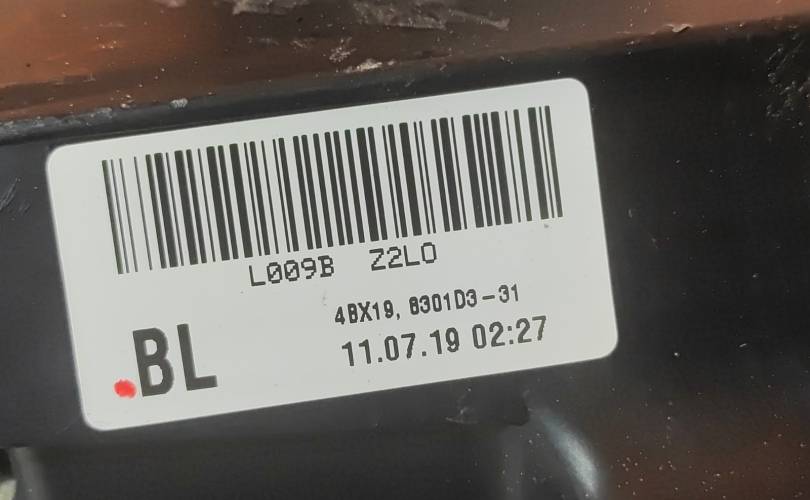 L009B Z2L0
4BX19, 8301D3-31
.BL
11.07.19 02:27